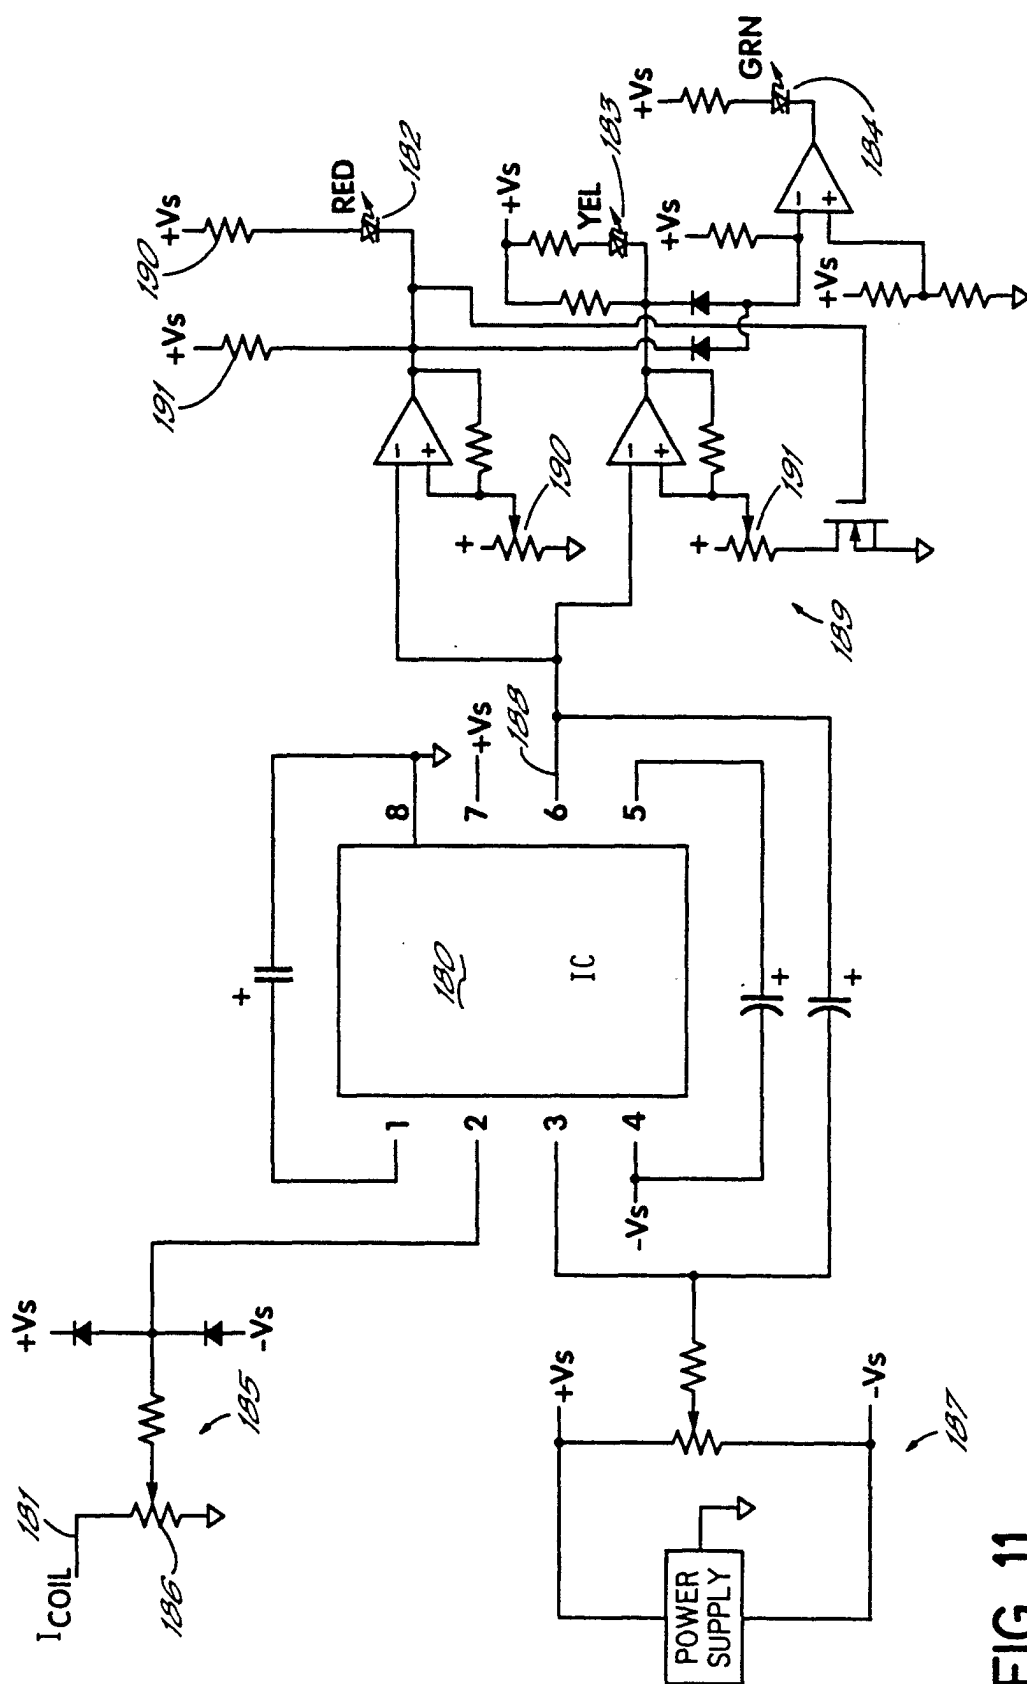 ICOIL
181
186
+Vs
-Vs
185
1
2
3
4
-Vs
+
180
IC
8
7
+Vs
6
188
5
+
+
POWER
SUPPLY
+Vs
-Vs
187
+Vs
190
+Vs
191
RED
182
-
+
+
190
+Vs
YEL
183
-
+
+
191
189
+Vs
+Vs
+Vs
GRN
184
-
+
FIG. 11